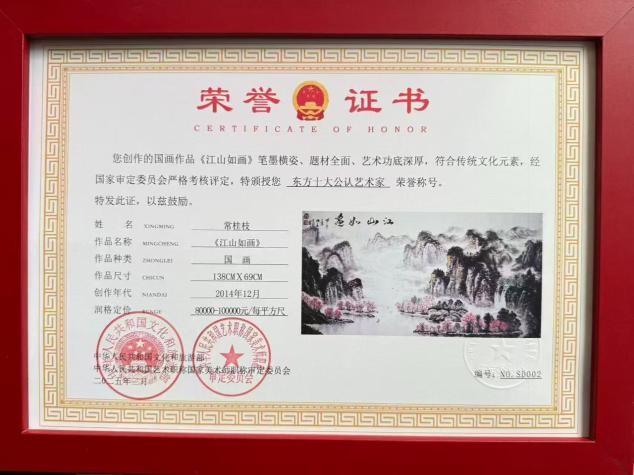 荣誉证书
CERTIFICATE OF HONOR
您创作的国画作品《江山如画》笔墨横姿、题材全面、艺术功底深厚，符合传统文化元素，经
国家审定委员会严格考核评定，特颁授您 东方十大公认艺术家 荣誉称号。
特发此证，以兹鼓励。
姓 名 XINGMING 常桂枝
作品名称 MINGCHENG 《江山如画》
作品种类 ZHONGLEI 国 画
作品尺寸 CHICUN 138CMX69CM
创作年代 NIANDAI 2014年12月
润格定价 80000-100000元/每平方尺
江山如画
中华人民共和国文化和旅游部
中华人民共和国艺术职称国家美术师职称审定委员会
二〇二五年 月
审定委员会
编号：NO.SD002